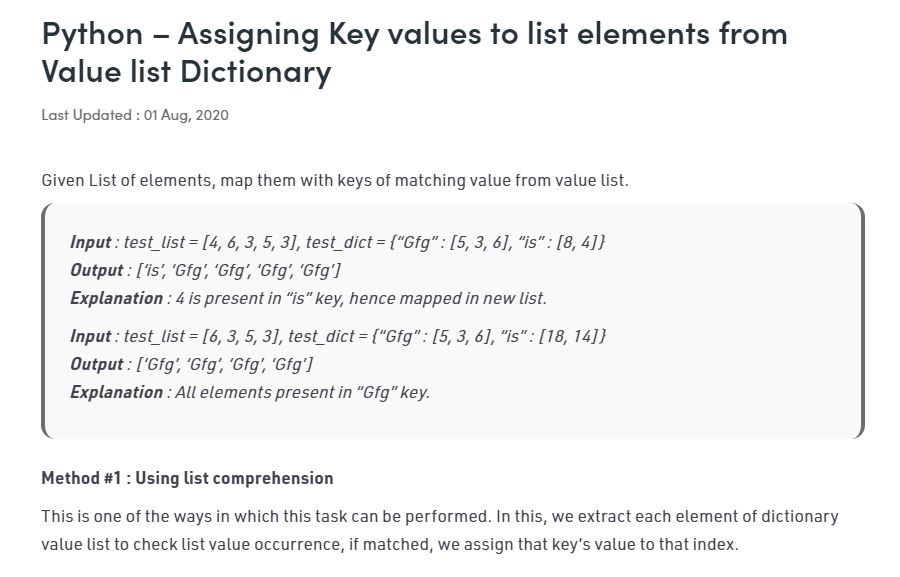 Python – Assigning Key values to list elements from
Value list Dictionary
Last Updated : 01 Aug, 2020
Given List of elements, map them with keys of matching value from value list.
Input : test_list = [4, 6, 3, 5, 3], test_dict = {“Gfg” : [5, 3, 6], “is” : [8, 4]}
Output : [‘is’, ‘Gfg’, ‘Gfg’, ‘Gfg’, ‘Gfg’]
Explanation : 4 is present in “is” key, hence mapped in new list.
Input : test_list = [6, 3, 5, 3], test_dict = {“Gfg” : [5, 3, 6], “is” : [18, 14]}
Output : [‘Gfg’, ‘Gfg’, ‘Gfg’, ‘Gfg’]
Explanation : All elements present in “Gfg” key.
Method #1 : Using list comprehension
This is one of the ways in which this task can be performed. In this, we extract each element of dictionary
value list to check list value occurrence, if matched, we assign that key’s value to that index.